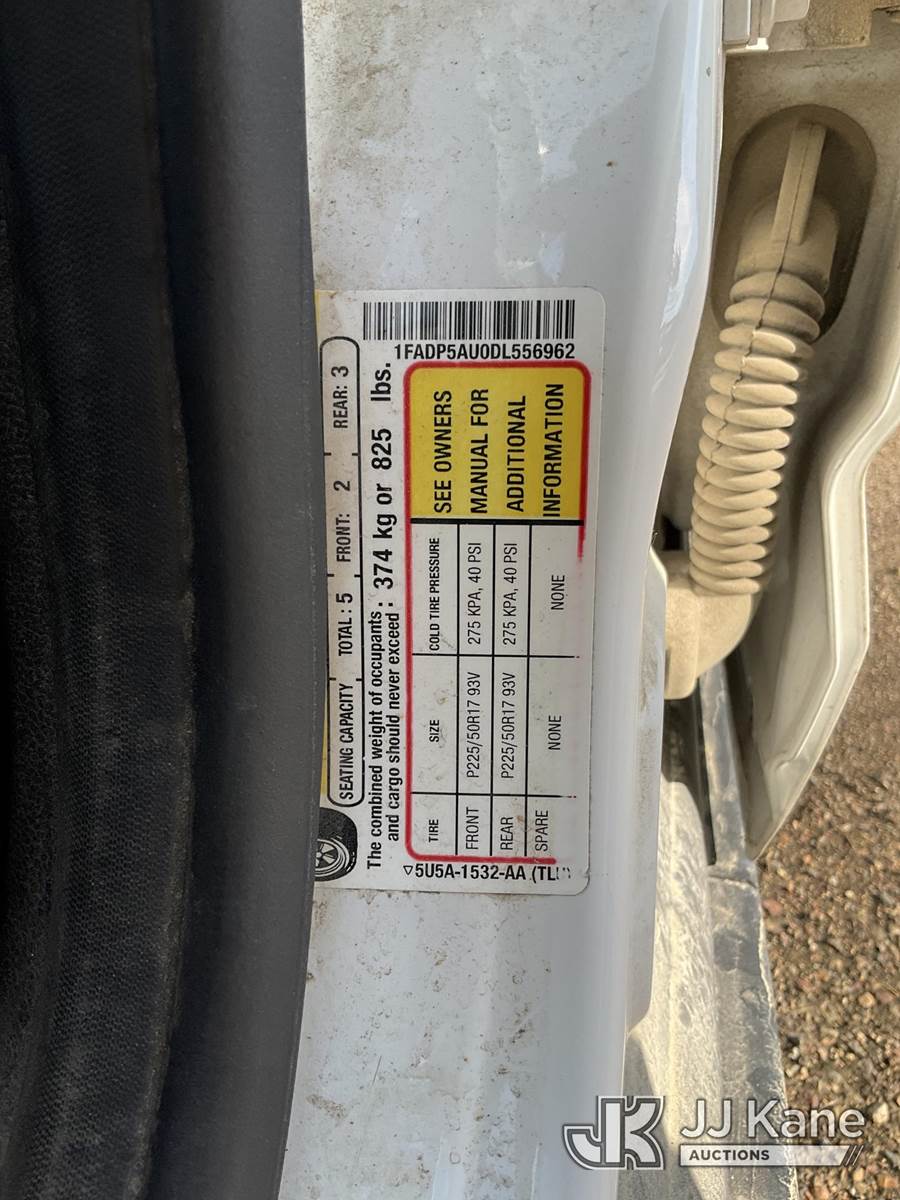 1FADP5AU0DL556962
SEATING CAPACITY TOTAL : 5 FRONT: 2 REAR: 3
The combined weight of occupants
and cargo should never exceed : 374 kg or 825 lbs.
TIRE SIZE COLD TIRE PRESSURE
FRONT P225/50R17 93V 275 KPA, 40 PSI
REAR P225/50R17 93V 275 KPA, 40 PSI
SPARE NONE NONE
SEE OWNERS
MANUAL FOR
ADDITIONAL
INFORMATION
5U5A-1532-AA
JK JJ Kane
AUCTIONS